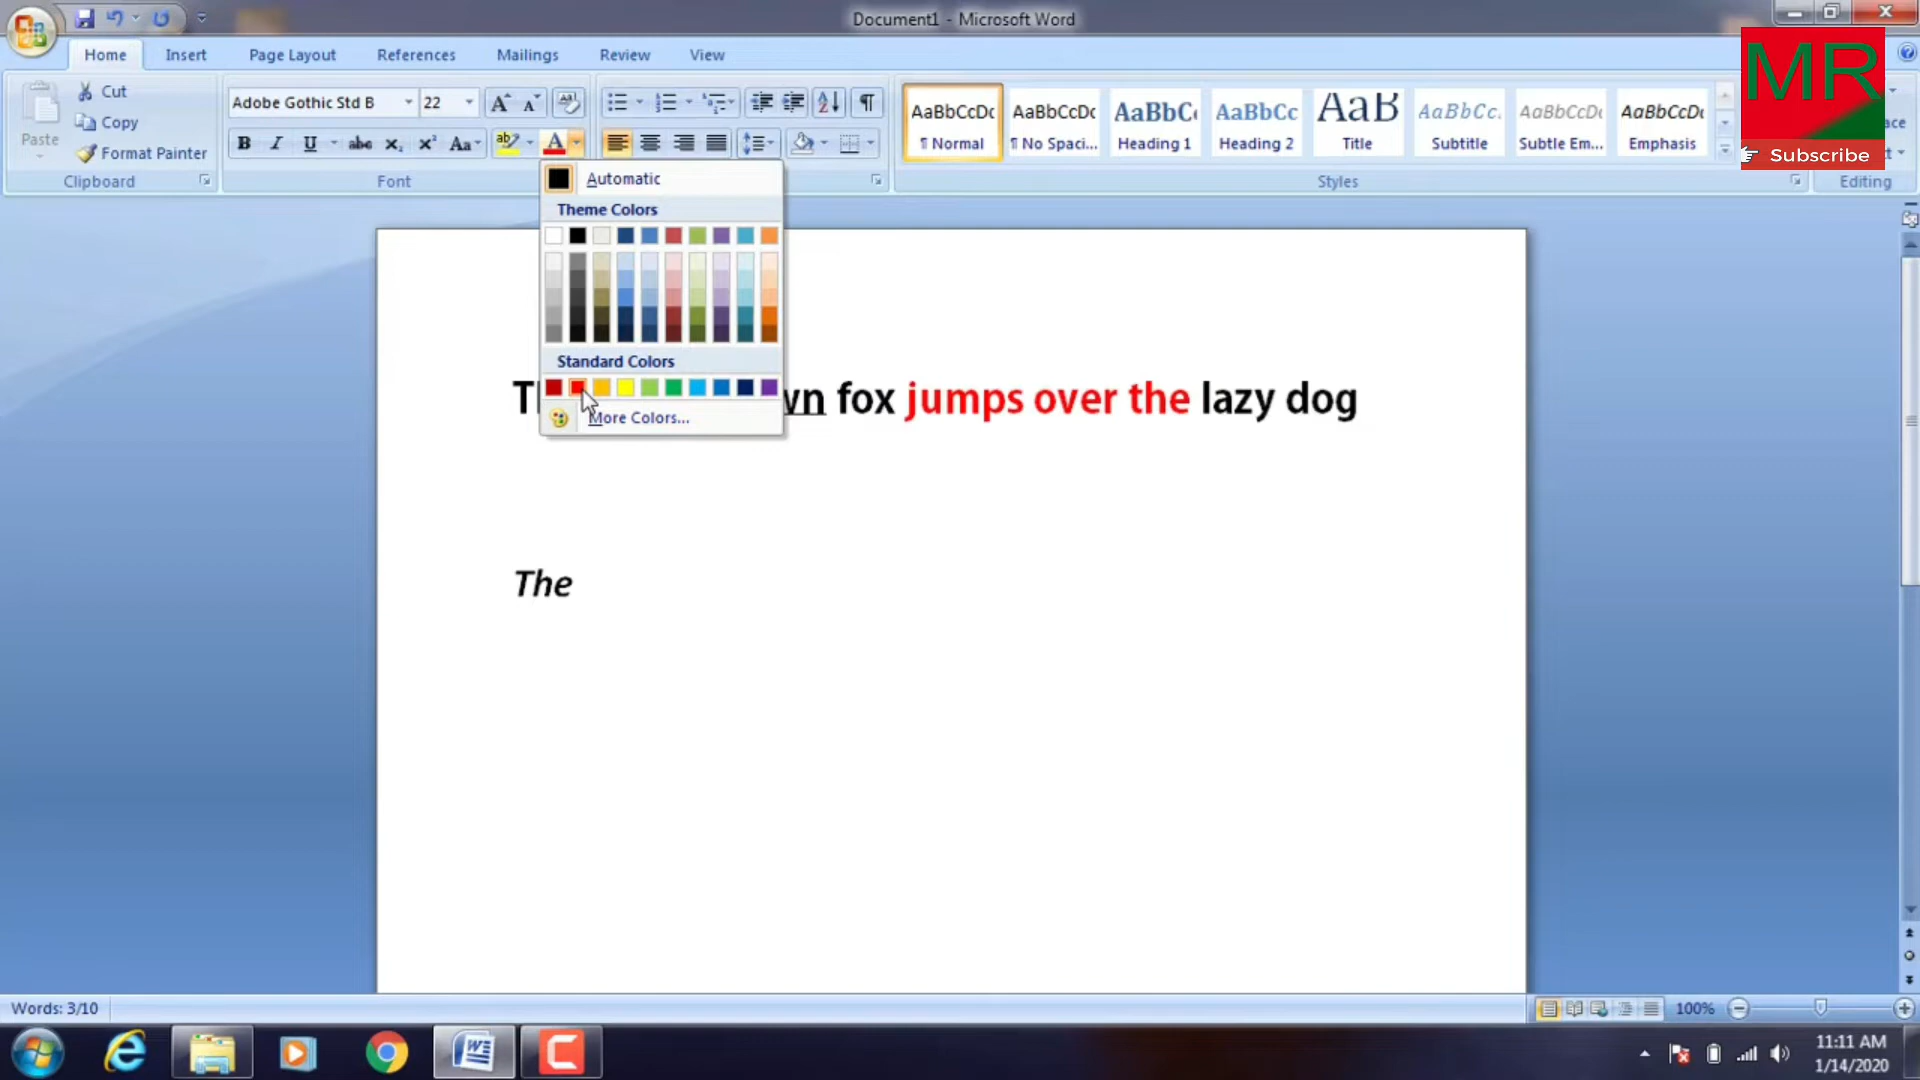 Document1 - Microsoft Word
MR
Subscribe
Home Insert Page Layout References Mailings Review View
Paste
Cut
Copy
Format Painter
Clipboard
Adobe Gothic Std B 22
Font
AaBbCcDc AaBbCcDc AaBbC AaBbCc AaB AaBbCc. AaBbCcDc AaBbCcDc
¶ Normal ¶ No Spaci... Heading 1 Heading 2 Title Subtitle Subtle Em... Emphasis
Styles
Editing
Automatic
Theme Colors
Standard Colors
More Colors...
fox jumps over the lazy dog
The
Words: 3/10
100%
11:11 AM
1/14/2020